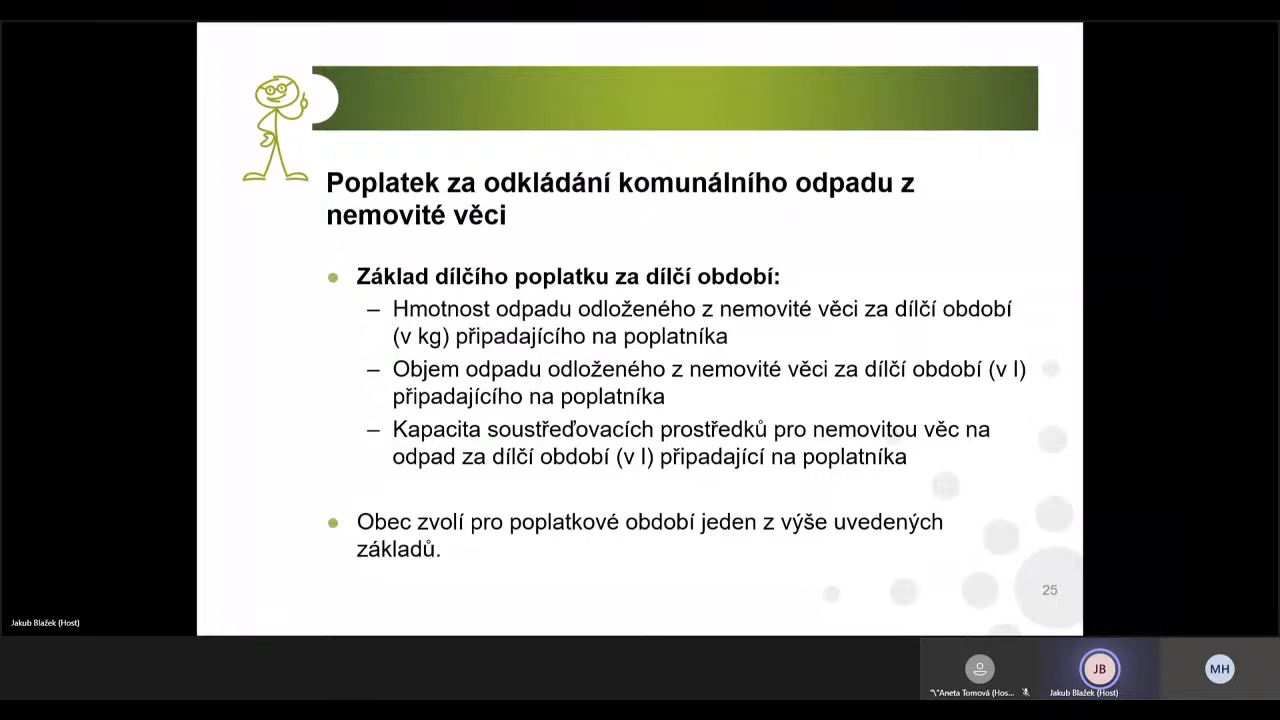 Poplatek za odkládání komunálního odpadu z
nemovité věci
Základ dílčího poplatku za dílčí období:
– Hmotnost odpadu odloženého z nemovité věci za dílčí období
(v kg) připadajícího na poplatníka
– Objem odpadu odloženého z nemovité věci za dílčí období (v l)
připadajícího na poplatníka
– Kapacita soustřeďovacích prostředků pro nemovitou věc na
odpad za dílčí období (v l) připadající na poplatníka
Obec zvolí pro poplatkové období jeden z výše uvedených
základů.
25
Jakub Blažek (Host)
"\"Aneta Tomová (Hos...
JB
Jakub Blažek (Host)
MH